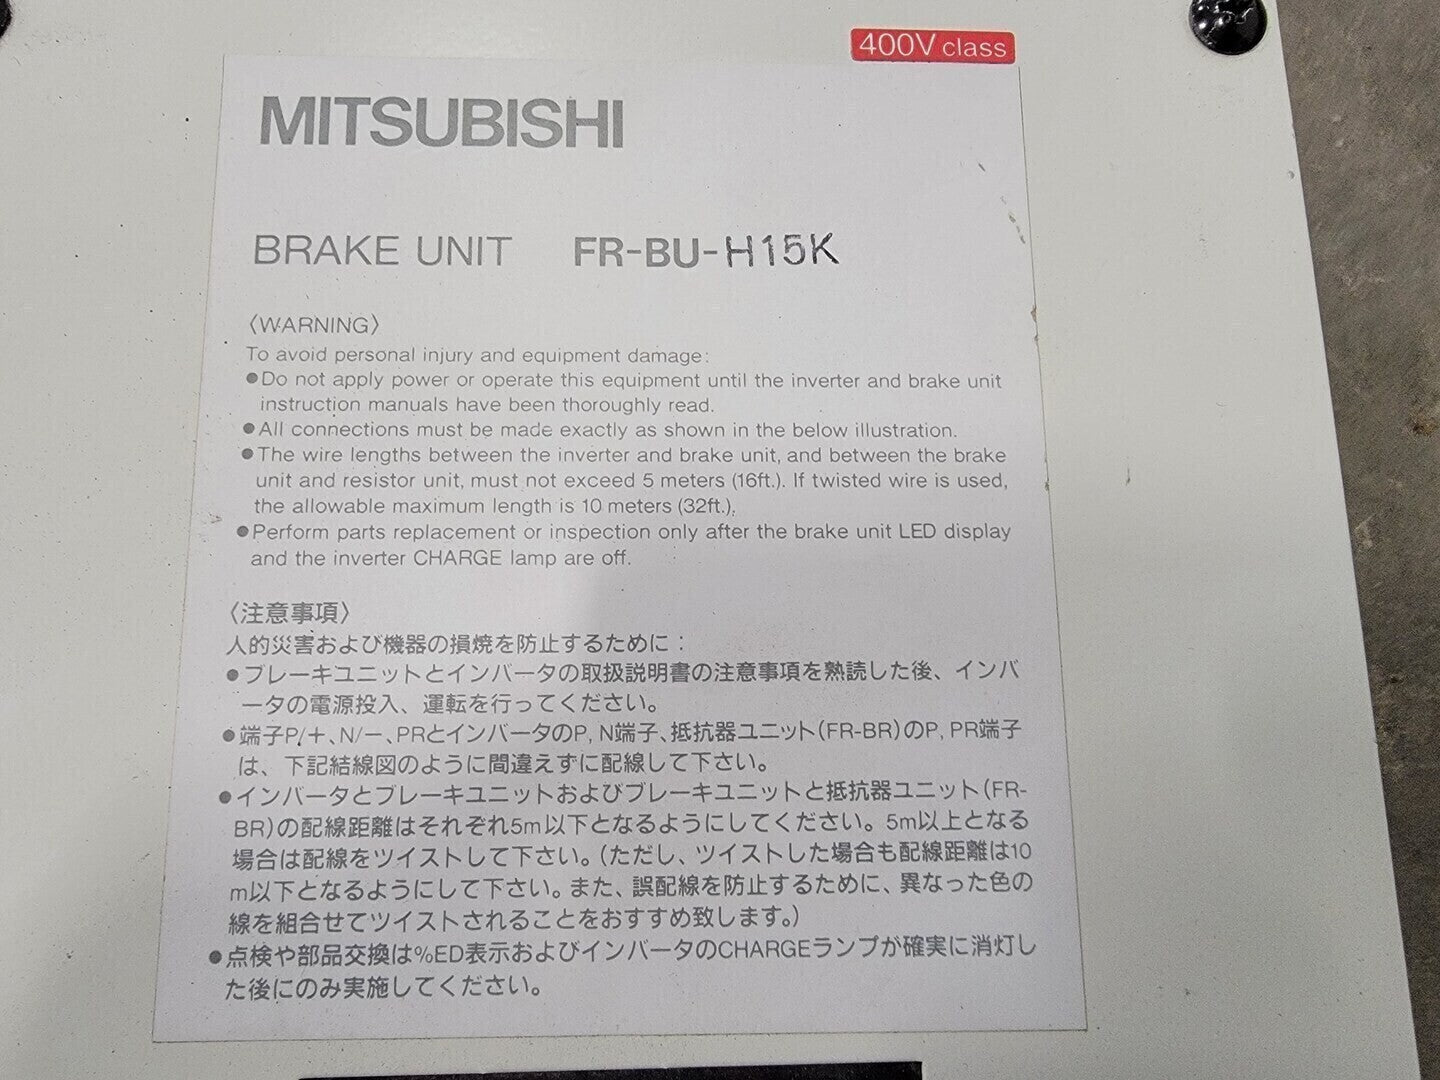 400V class
MITSUBISHI
BRAKE UNIT FR-BU-H15K
〈WARNING〉
To avoid personal injury and equipment damage:
●Do not apply power or operate this equipment until the inverter and brake unit
instruction manuals have been thoroughly read.
●All connections must be made exactly as shown in the below illustration.
●The wire lengths between the inverter and brake unit, and between the brake
unit and resistor unit, must not exceed 5 meters (16ft.). If twisted wire is used,
the allowable maximum length is 10 meters (32ft.).
●Perform parts replacement or inspection only after the brake unit LED display
and the inverter CHARGE lamp are off.
〈注意事項〉
人的災害および機器の損焼を防止するために：
●ブレーキユニットとインバータの取扱説明書の注意事項を熟読した後、インバ
ータの電源投入、運転を行ってください。
●端子P/＋、N/−、PRとインバータのP, N端子、抵抗器ユニット(FR-BR)のP, PR端子
は、下記結線図のように間違えずに配線して下さい。
●インバータとブレーキユニットおよびブレーキユニットと抵抗器ユニット(FR-
BR)の配線距離はそれぞれ5m以下となるようにしてください。5m以上となる
場合は配線をツイストして下さい。(ただし、ツイストした場合も配線距離は10
m以下となるようにして下さい。また、誤配線を防止するために、異なった色の
線を組合せてツイストされることをおすすめ致します。)
●点検や部品交換は%ED表示およびインバータのCHARGEランプが確実に消灯し
た後にのみ実施してください。